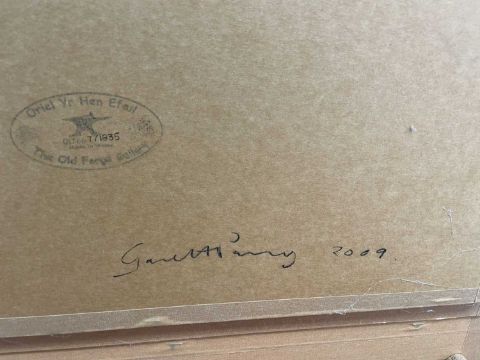 Oriel Yr Hen Efail
The Old Forge Gallery
Gareth Parry 2009.